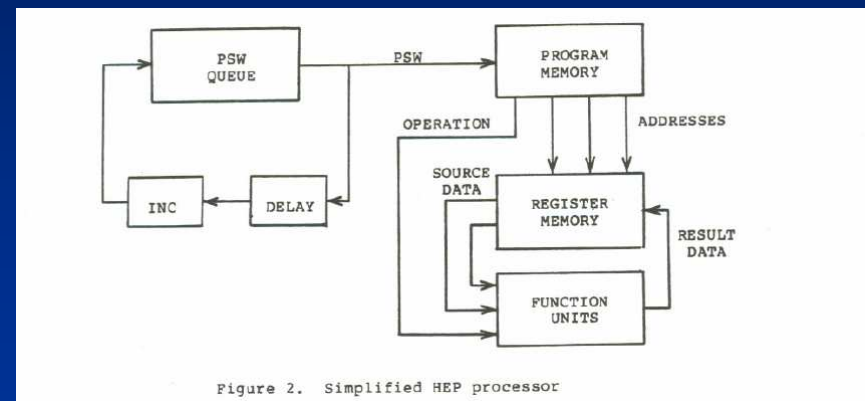 PSW
QUEUE
PSW
PROGRAM
MEMORY
OPERATION
ADDRESSES
SOURCE
DATA
INC
DELAY
REGISTER
MEMORY
RESULT
DATA
FUNCTION
UNITS
Figure 2. Simplified HEP processor